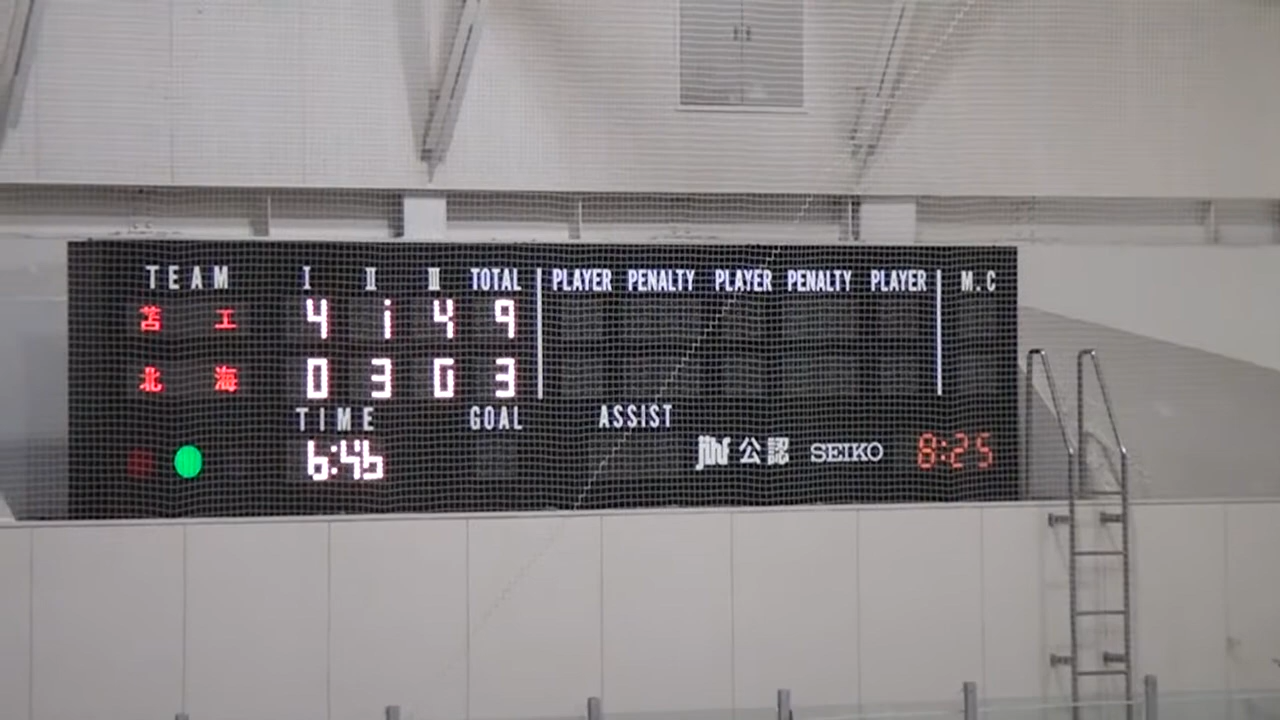 TEAM I II III TOTAL PLAYER PENALTY PLAYER PENALTY PLAYER M.C
苫 工 4 1 4 9
北 海 0 3 0 3
TIME GOAL ASSIST
6:45 jihf 公認 SEIKO 8:25